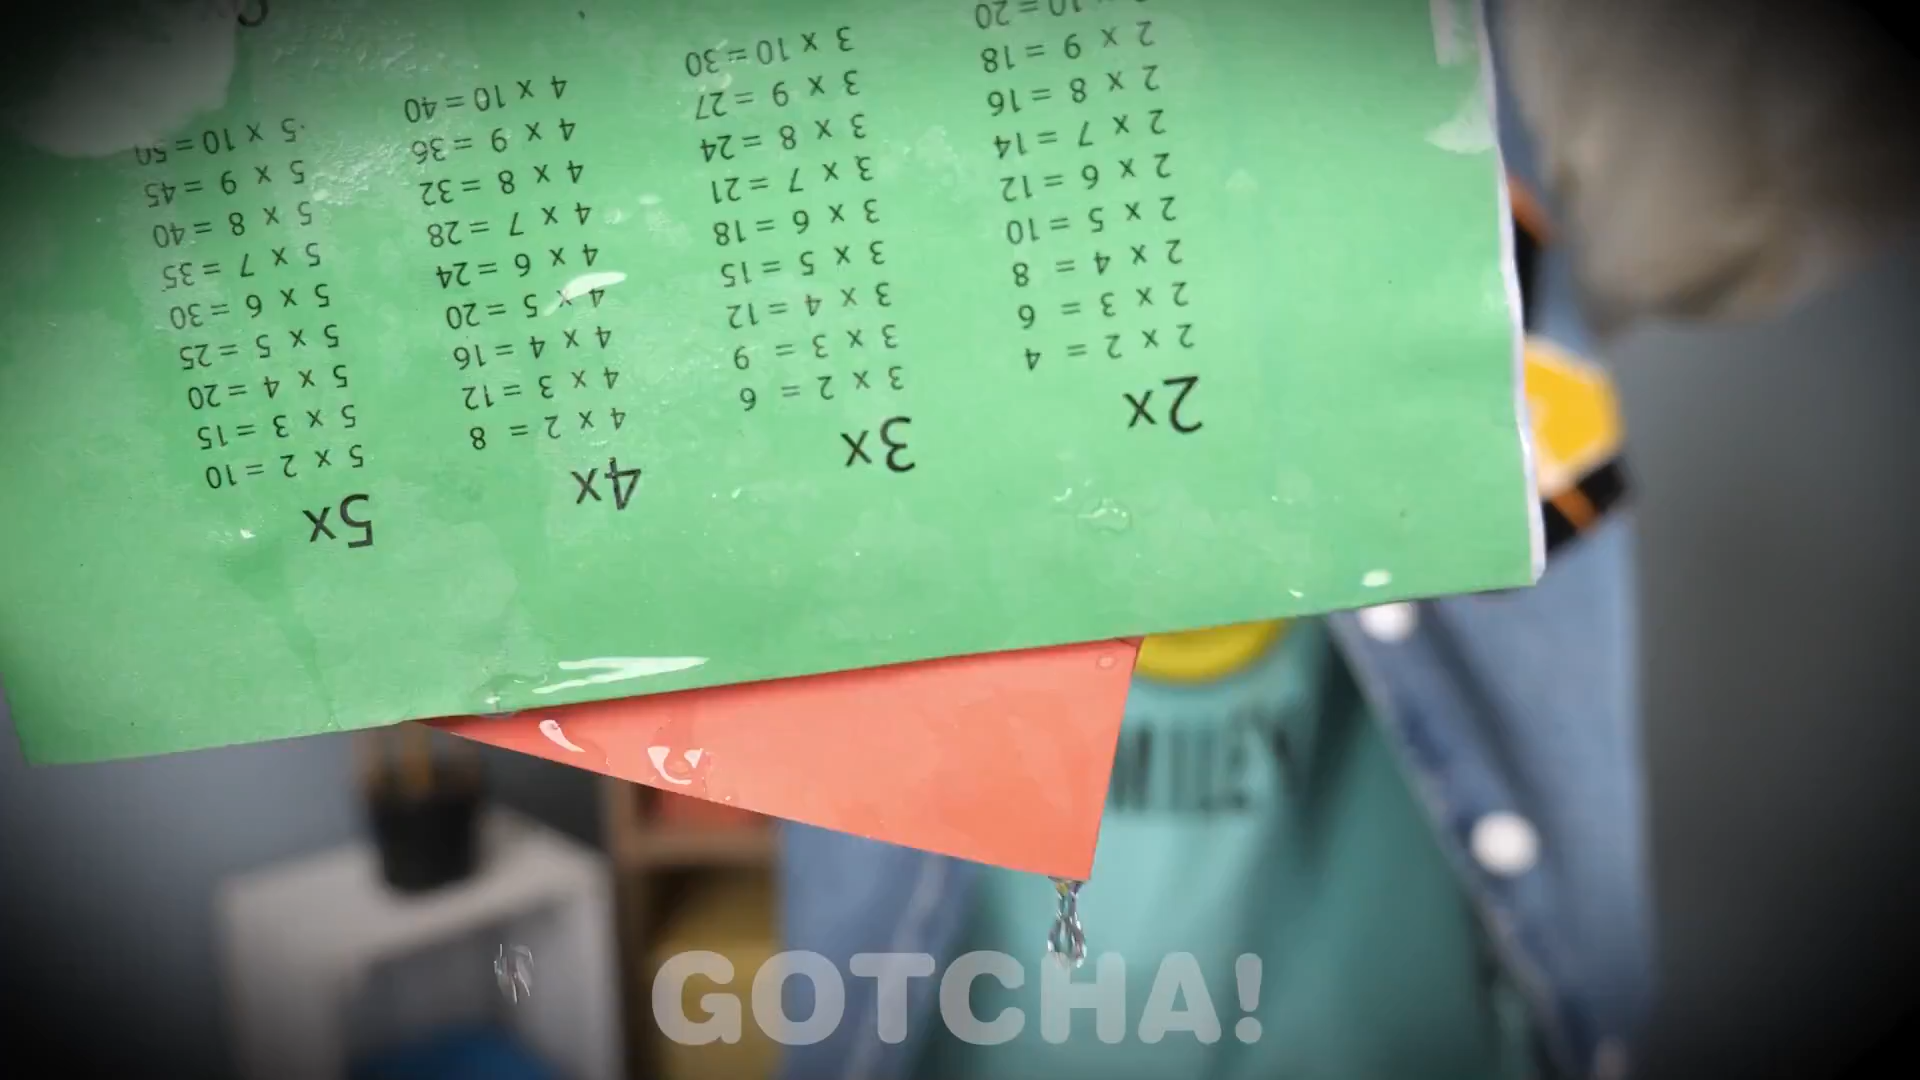 2x
2 x 2 = 4
2 x 3 = 6
2 x 4 = 8
2 x 5 = 10
2 x 6 = 12
2 x 7 = 14
2 x 8 = 16
2 x 9 = 18
2 x 10 = 20
3x
3 x 2 = 6
3 x 3 = 9
3 x 4 = 12
3 x 5 = 15
3 x 6 = 18
3 x 7 = 21
3 x 8 = 24
3 x 9 = 27
3 x 10 = 30
4x
4 x 2 = 8
4 x 3 = 12
4 x 4 = 16
4 x 5 = 20
4 x 6 = 24
4 x 7 = 28
4 x 8 = 32
4 x 9 = 36
4 x 10 = 40
5x
5 x 2 = 10
5 x 3 = 15
5 x 4 = 20
5 x 5 = 25
5 x 6 = 30
5 x 7 = 35
5 x 8 = 40
5 x 9 = 45
5 x 10 = 50
GOTCHA!